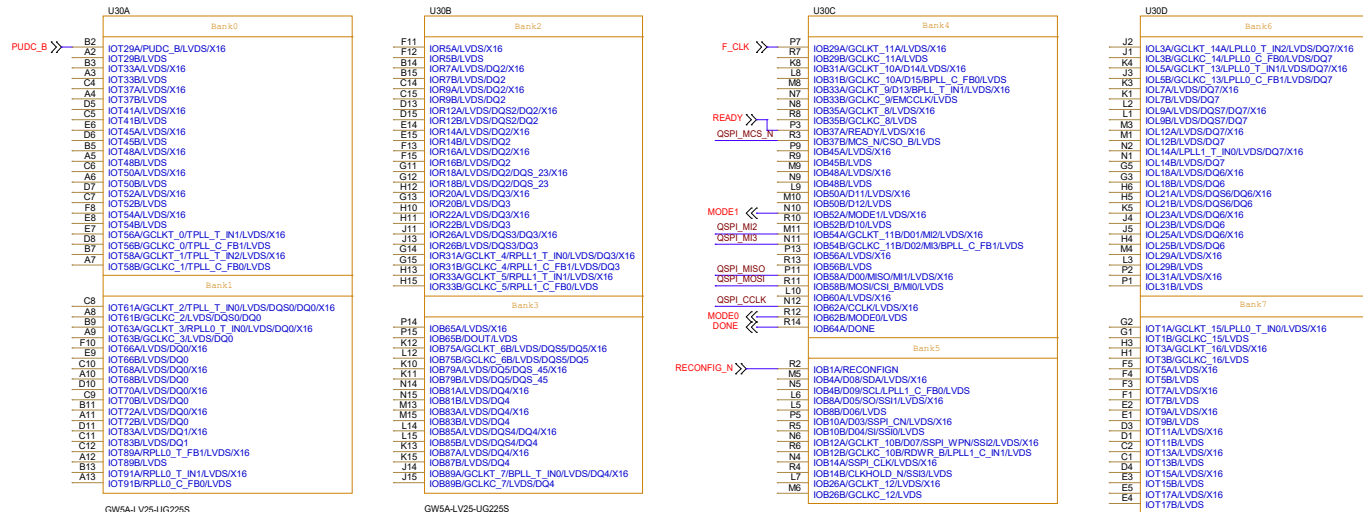 U30A
Bank0
PUDC_B B2 IOT29A/PUDC_B/LVDS/X16
A2 IOT29B/LVDS
B3 IOT33A/LVDS/X16
A3 IOT33B/LVDS
C4 IOT37A/LVDS/X16
A4 IOT37B/LVDS
D5 IOT41A/LVDS/X16
C5 IOT41B/LVDS
E6 IOT45A/LVDS/X16
D6 IOT45B/LVDS
B5 IOT48A/LVDS/X16
A5 IOT48B/LVDS
C6 IOT50A/LVDS/X16
A6 IOT50B/LVDS
D7 IOT52A/LVDS/X16
C7 IOT52B/LVDS
F8 IOT54A/LVDS/X16
E8 IOT54B/LVDS
E7 IOT56A/GCLKT_0/TPLL_T_IN1/LVDS/X16
D8 IOT56B/GCLKC_0/TPLL_C_FB1/LVDS
B7 IOT58A/GCLKT_1/TPLL_T_IN2/LVDS/X16
A7 IOT58B/GCLKC_1/TPLL_C_FB0/LVDS
Bank1
C8 IOT61A/GCLKT_2/TPLL_T_IN0/LVDS/DQS0/DQ0/X16
A8 IOT61B/GCLKC_2/LVDS/DQS0/DQ0
B9 IOT63A/GCLKT_3/RPLL0_T_IN0/LVDS/DQ0/X16
A9 IOT63B/GCLKC_3/LVDS/DQ0
F10 IOT66A/LVDS/DQ0/X16
E9 IOT66B/LVDS/DQ0
C10 IOT68A/LVDS/DQ0/X16
A10 IOT68B/LVDS/DQ0
D10 IOT70A/LVDS/DQ0/X16
C9 IOT70B/LVDS/DQ0
B11 IOT72A/LVDS/DQ0/X16
A11 IOT72B/LVDS/DQ0
D11 IOT83A/LVDS/DQ1/X16
C11 IOT83B/LVDS/DQ1
C12 IOT89A/RPLL0_T_FB1/LVDS/X16
A12 IOT89B/LVDS
B13 IOT91A/RPLL0_T_IN1/LVDS/X16
A13 IOT91B/RPLL0_C_FB0/LVDS
GW5A-LV25-UG225S
U30B
Bank2
F11 IOR5A/LVDS/X16
F12 IOR5B/LVDS
B14 IOR7A/LVDS/DQ2/X16
B15 IOR7B/LVDS/DQ2
C14 IOR9A/LVDS/DQ2/X16
C15 IOR9B/LVDS/DQ2
D13 IOR12A/LVDS/DQS2/DQ2/X16
D15 IOR12B/LVDS/DQS2/DQ2
E14 IOR14A/LVDS/DQ2/X16
E15 IOR14B/LVDS/DQ2
F13 IOR16A/LVDS/DQ2/X16
F15 IOR16B/LVDS/DQ2
G11 IOR18A/LVDS/DQ2/DQS_23/X16
G12 IOR18B/LVDS/DQ2/DQS_23
H12 IOR20A/LVDS/DQ3/X16
G13 IOR20B/LVDS/DQ3
H10 IOR22A/LVDS/DQ3/X16
H11 IOR22B/LVDS/DQ3
J11 IOR26A/LVDS/DQS3/DQ3/X16
J13 IOR26B/LVDS/DQS3/DQ3
G14 IOR31A/GCLKT_4/RPLL1_T_IN0/LVDS/DQ3/X16
G15 IOR31B/GCLKC_4/RPLL1_C_FB1/LVDS/DQ3
H13 IOR33A/GCLKT_5/RPLL1_T_IN1/LVDS/X16
H15 IOR33B/GCLKC_5/RPLL1_C_FB0/LVDS
Bank3
P14 IOB65A/LVDS/X16
P15 IOB65B/DOUT/LVDS
K12 IOB75A/GCLKT_6B/LVDS/DQS5/DQ5/X16
L12 IOB75B/GCLKC_6B/LVDS/DQS5/DQ5
K10 IOB79A/LVDS/DQ5/DQS_45/X16
K11 IOB79B/LVDS/DQ5/DQS_45
N14 IOB81A/LVDS/DQ4/X16
N15 IOB81B/LVDS/DQ4
M13 IOB83A/LVDS/DQ4/X16
M15 IOB83B/LVDS/DQ4
L14 IOB85A/LVDS/DQS4/DQ4/X16
L15 IOB85B/LVDS/DQS4/DQ4
K13 IOB87A/LVDS/DQ4/X16
K15 IOB87B/LVDS/DQ4
J14 IOB89A/GCLKT_7/BPLL_T_IN0/LVDS/DQ4/X16
J15 IOB89B/GCLKC_7/LVDS/DQ4
GW5A-LV25-UG225S
U30C
Bank4
F_CLK P7 IOB29A/GCLKT_11A/LVDS/X16
R7 IOB29B/GCLKC_11A/LVDS
K8 IOB31A/GCLKT_10A/D14/LVDS/X16
L8 IOB31B/GCLKC_10A/D15/BPLL_C_FB0/LVDS
M8 IOB33A/GCLKT_9/D13/BPLL_T_IN1/LVDS/X16
N7 IOB33B/GCLKC_9/EMCCLK/LVDS
N8 IOB35A/GCLKT_8/LVDS/X16
R8 IOB35B/GCLKC_8/LVDS
READY P3 IOB37A/READY/LVDS/X16
QSPI_MCS_N R3 IOB37B/MCS_N/CSO_B/LVDS
P9 IOB45A/LVDS/X16
R9 IOB45B/LVDS
M9 IOB48A/LVDS/X16
N9 IOB48B/LVDS
L9 IOB50A/D11/LVDS/X16
M10 IOB50B/D12/LVDS
MODE1 N10 IOB52A/MODE1/LVDS/X16
R10 IOB52B/D10/LVDS
QSPI_MI2 M11 IOB54A/GCLKT_11B/D01/MI2/LVDS/X16
QSPI_MI3 N11 IOB54B/GCLKC_11B/D02/MI3/BPLL_C_FB1/LVDS
P13 IOB56A/LVDS/X16
R13 IOB56B/LVDS
QSPI_MISO P11 IOB58A/D00/MISO/MI1/LVDS/X16
QSPI_MOSI R11 IOB58B/MOSI/CSI_B/MI0/LVDS
L10 IOB60A/LVDS/X16
QSPI_CCLK N12 IOB62A/CCLK/LVDS/X16
MODE0 R12 IOB62B/MODE0/LVDS
DONE R14 IOB64A/DONE
Bank5
RECONFIG_N R2 IOB1A/RECONFIGN
M5 IOB4A/D08/SDA/LVDS/X16
N5 IOB4B/D09/SCL/LPLL1_C_FB0/LVDS
L6 IOB8A/D05/SO/SSI1/LVDS/X16
L5 IOB8B/D06/LVDS
P5 IOB10A/D03/SSPI_CN/LVDS/X16
R5 IOB10B/D04/SI/SSI0/LVDS
N6 IOB12A/GCLKT_10B/D07/SSPI_WPN/SSI2/LVDS/X16
R6 IOB12B/GCLKC_10B/RDWR_B/LPLL1_C_IN1/LVDS
N4 IOB14A/SSPI_CLK/LVDS/X16
R4 IOB14B/CLKHOLD_N/SSI3/LVDS
L7 IOB26A/GCLKT_12/LVDS/X16
M6 IOB26B/GCLKC_12/LVDS
U30D
Bank6
J2 IOL3A/GCLKT_14A/LPLL0_T_IN2/LVDS/DQ7/X16
J1 IOL3B/GCLKC_14/LPLL0_C_FB0/LVDS/DQ7
K4 IOL5A/GCLKT_13/LPLL0_T_IN1/LVDS/DQ7/X16
J3 IOL5B/GCLKC_13/LPLL0_C_FB1/LVDS/DQ7
K3 IOL7A/LVDS/DQ7/X16
K1 IOL7B/LVDS/DQ7
L2 IOL9A/LVDS/DQS7/DQ7/X16
L1 IOL9B/LVDS/DQS7/DQ7
M3 IOL12A/LVDS/DQ7/X16
M1 IOL12B/LVDS/DQ7
N2 IOL14A/LPLL1_T_IN0/LVDS/DQ7/X16
N1 IOL14B/LVDS/DQ7
G5 IOL18A/LVDS/DQ6/X16
G3 IOL18B/LVDS/DQ6
H6 IOL21A/LVDS/DQS6/DQ6/X16
H5 IOL21B/LVDS/DQS6/DQ6
K5 IOL23A/LVDS/DQ6/X16
J4 IOL23B/LVDS/DQ6
J5 IOL25A/LVDS/DQ6/X16
H4 IOL25B/LVDS/DQ6
M4 IOL29A/LVDS/X16
L3 IOL29B/LVDS
P2 IOL31A/LVDS/X16
P1 IOL31B/LVDS
Bank7
G2 IOT1A/GCLKT_15/LPLL0_T_IN0/LVDS/X16
G1 IOT1B/GCLKC_15/LVDS
H3 IOT3A/GCLKT_16/LVDS/X16
H1 IOT3B/GCLKC_16/LVDS
F5 IOT5A/LVDS/X16
F4 IOT5B/LVDS
F3 IOT7A/LVDS/X16
F1 IOT7B/LVDS
E2 IOT9A/LVDS/X16
E1 IOT9B/LVDS
D3 IOT11A/LVDS/X16
D1 IOT11B/LVDS
C2 IOT13A/LVDS/X16
C1 IOT13B/LVDS
D4 IOT15A/LVDS/X16
E3 IOT15B/LVDS
E5 IOT17A/LVDS/X16
E4 IOT17B/LVDS